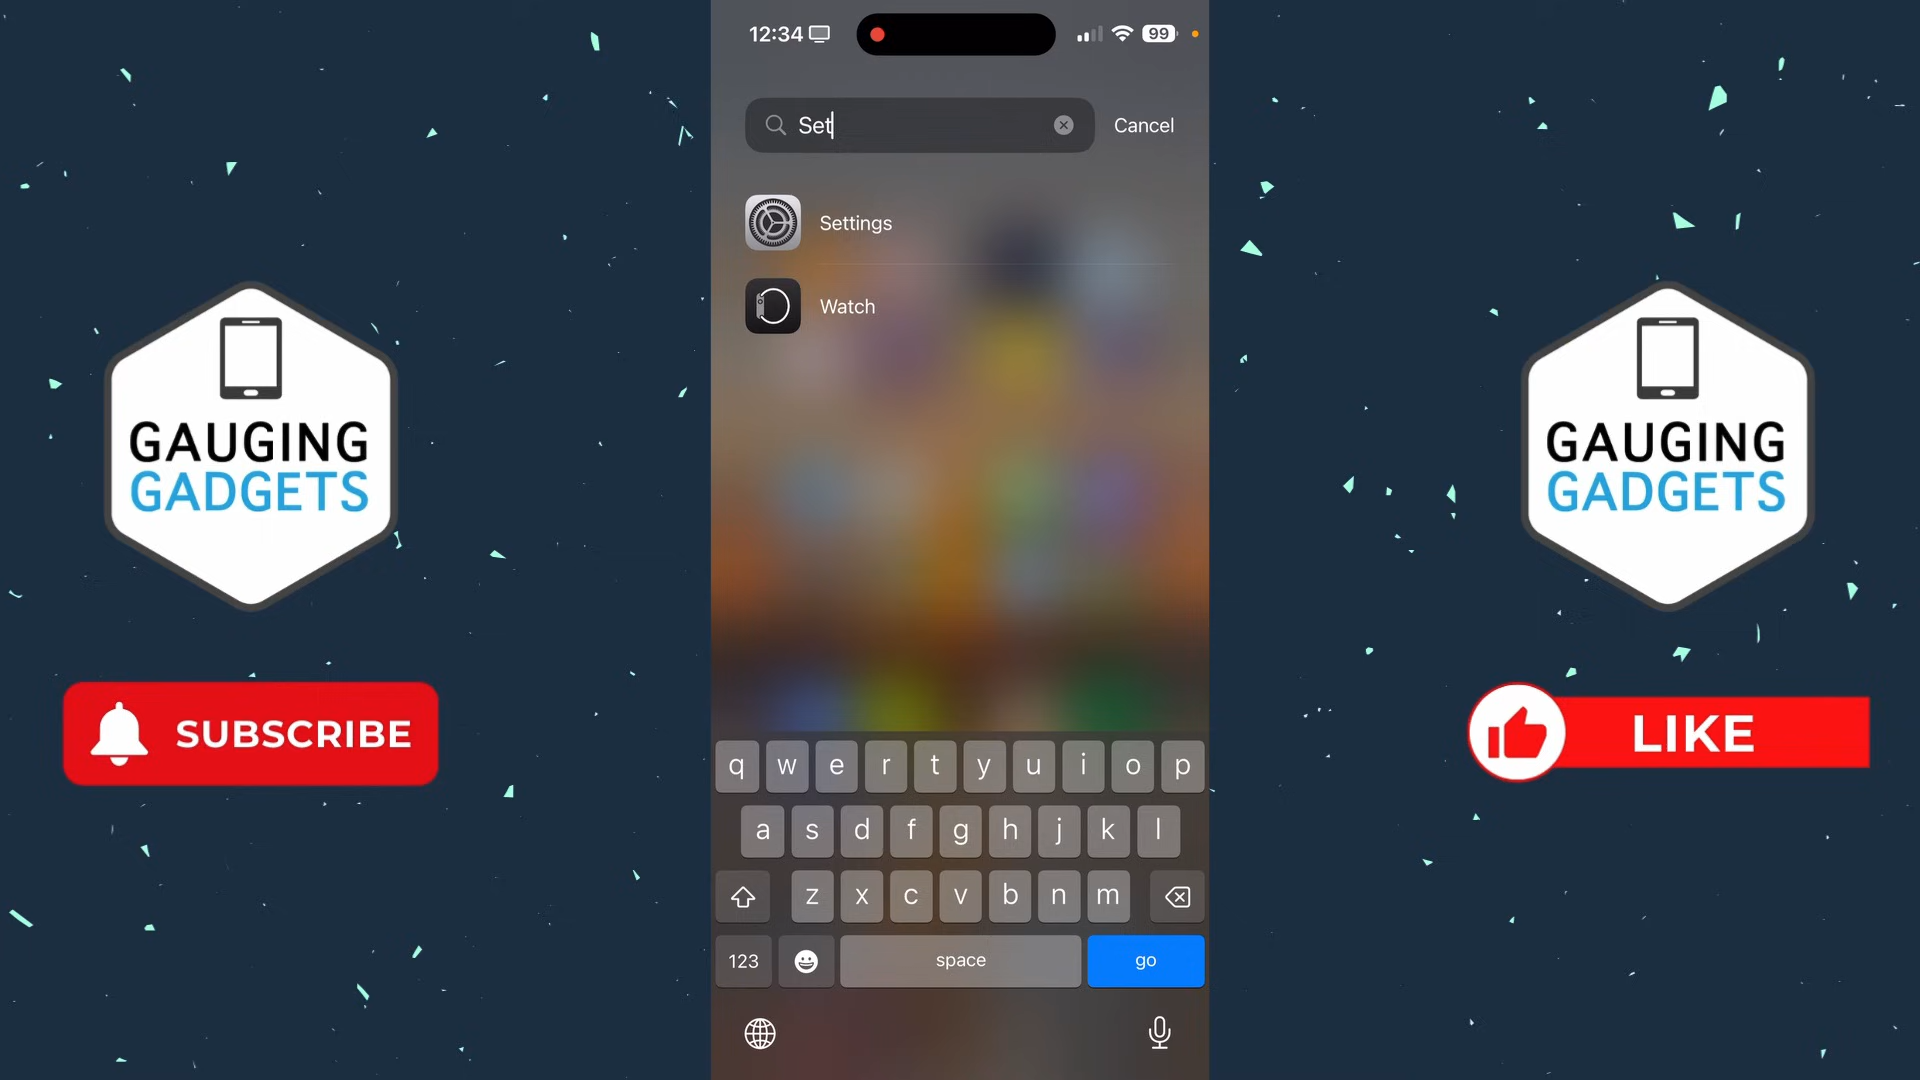 12:34
99
Set
Cancel
Settings
Watch
GAUGING
GADGETS
GAUGING
GADGETS
SUBSCRIBE
LIKE
q w e r t y u i o p
a s d f g h j k l
z x c v b n m
123
space
go